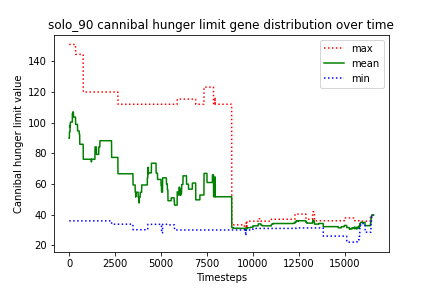 solo_90 cannibal hunger limit gene distribution over time
Cannibal hunger limit value
140
120
100
80
60
40
20
max
mean
min
0 2500 5000 7500 10000 12500 15000
Timesteps